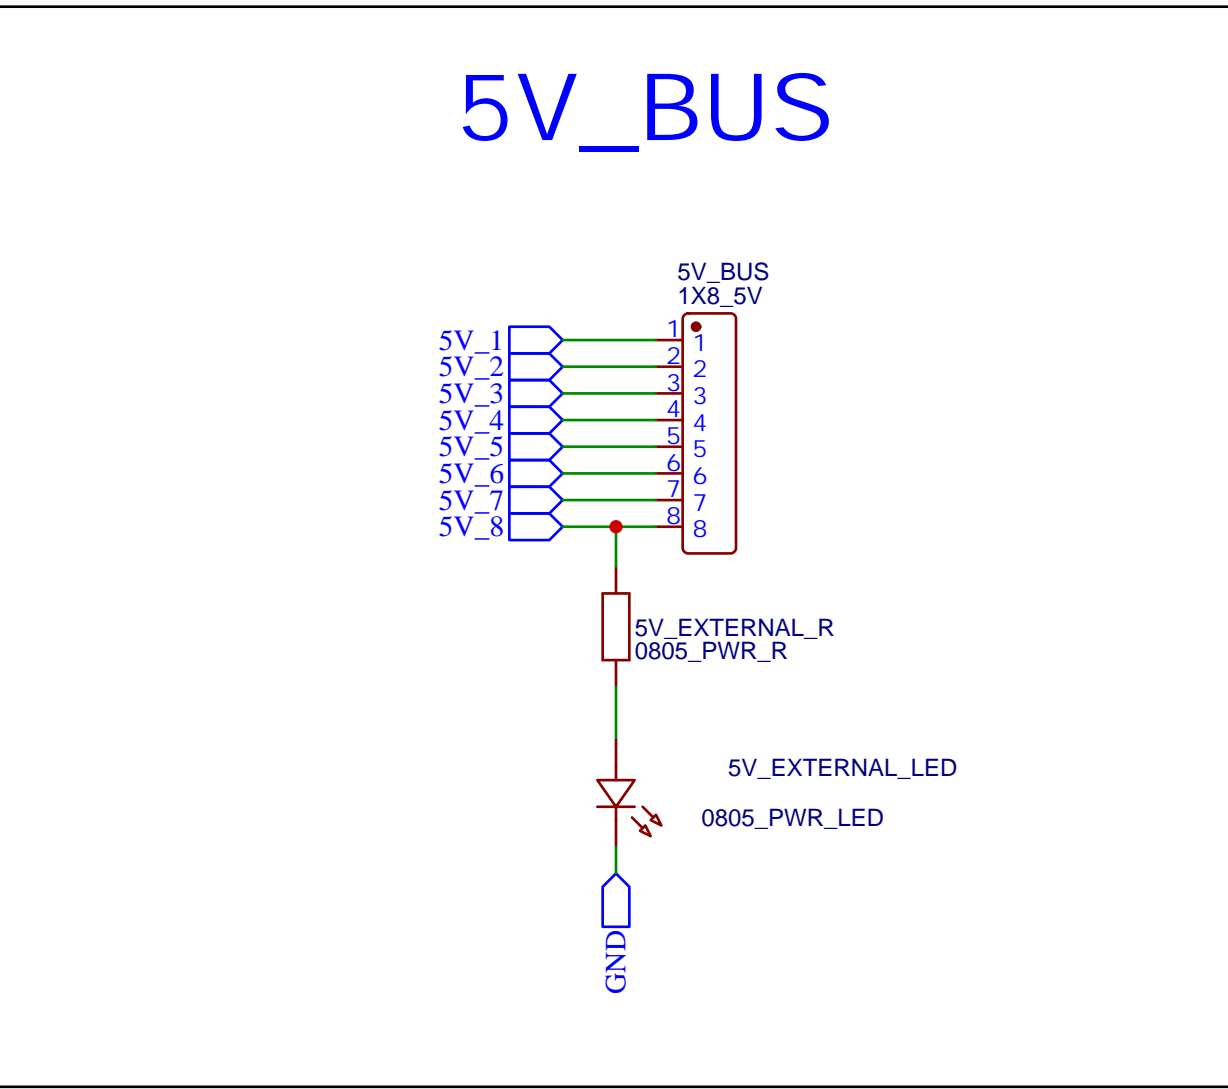 5V_BUS
5V_BUS
1X8_5V
5V_1 1 1
5V_2 2 2
5V_3 3 3
5V_4 4 4
5V_5 5 5
5V_6 6 6
5V_7 7 7
5V_8 8 8
5V_EXTERNAL_R
0805_PWR_R
5V_EXTERNAL_LED
0805_PWR_LED
GND